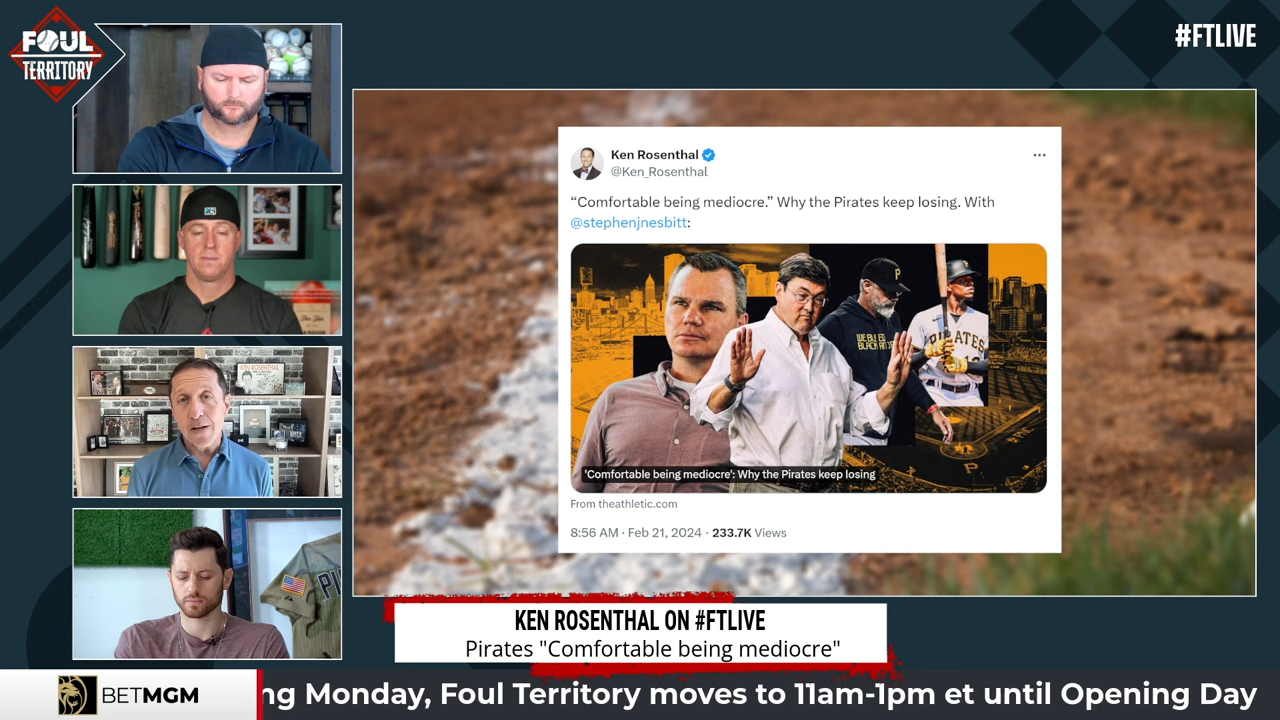 FOUL
TERRITORY
#FTLIVE
KEN ROSENTHAL
Ken Rosenthal
@Ken_Rosenthal
“Comfortable being mediocre.” Why the Pirates keep losing. With
@stephenjnesbitt:
P
WE BLEED
PIRATES
P
'Comfortable being mediocre': Why the Pirates keep losing
From theathletic.com
8:56 AM · Feb 21, 2024 · 233.7K Views
KEN ROSENTHAL ON #FTLIVE
Pirates "Comfortable being mediocre"
BETMGM
ng Monday, Foul Territory moves to 11am-1pm et until Opening Day